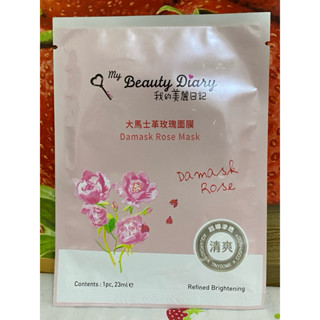 My Beauty Diary
我的美麗日記
大馬士革玫瑰面膜
Damask Rose Mask
Damask
Rose
清爽
Contents : 1pc, 23ml℮
Refined Brightening